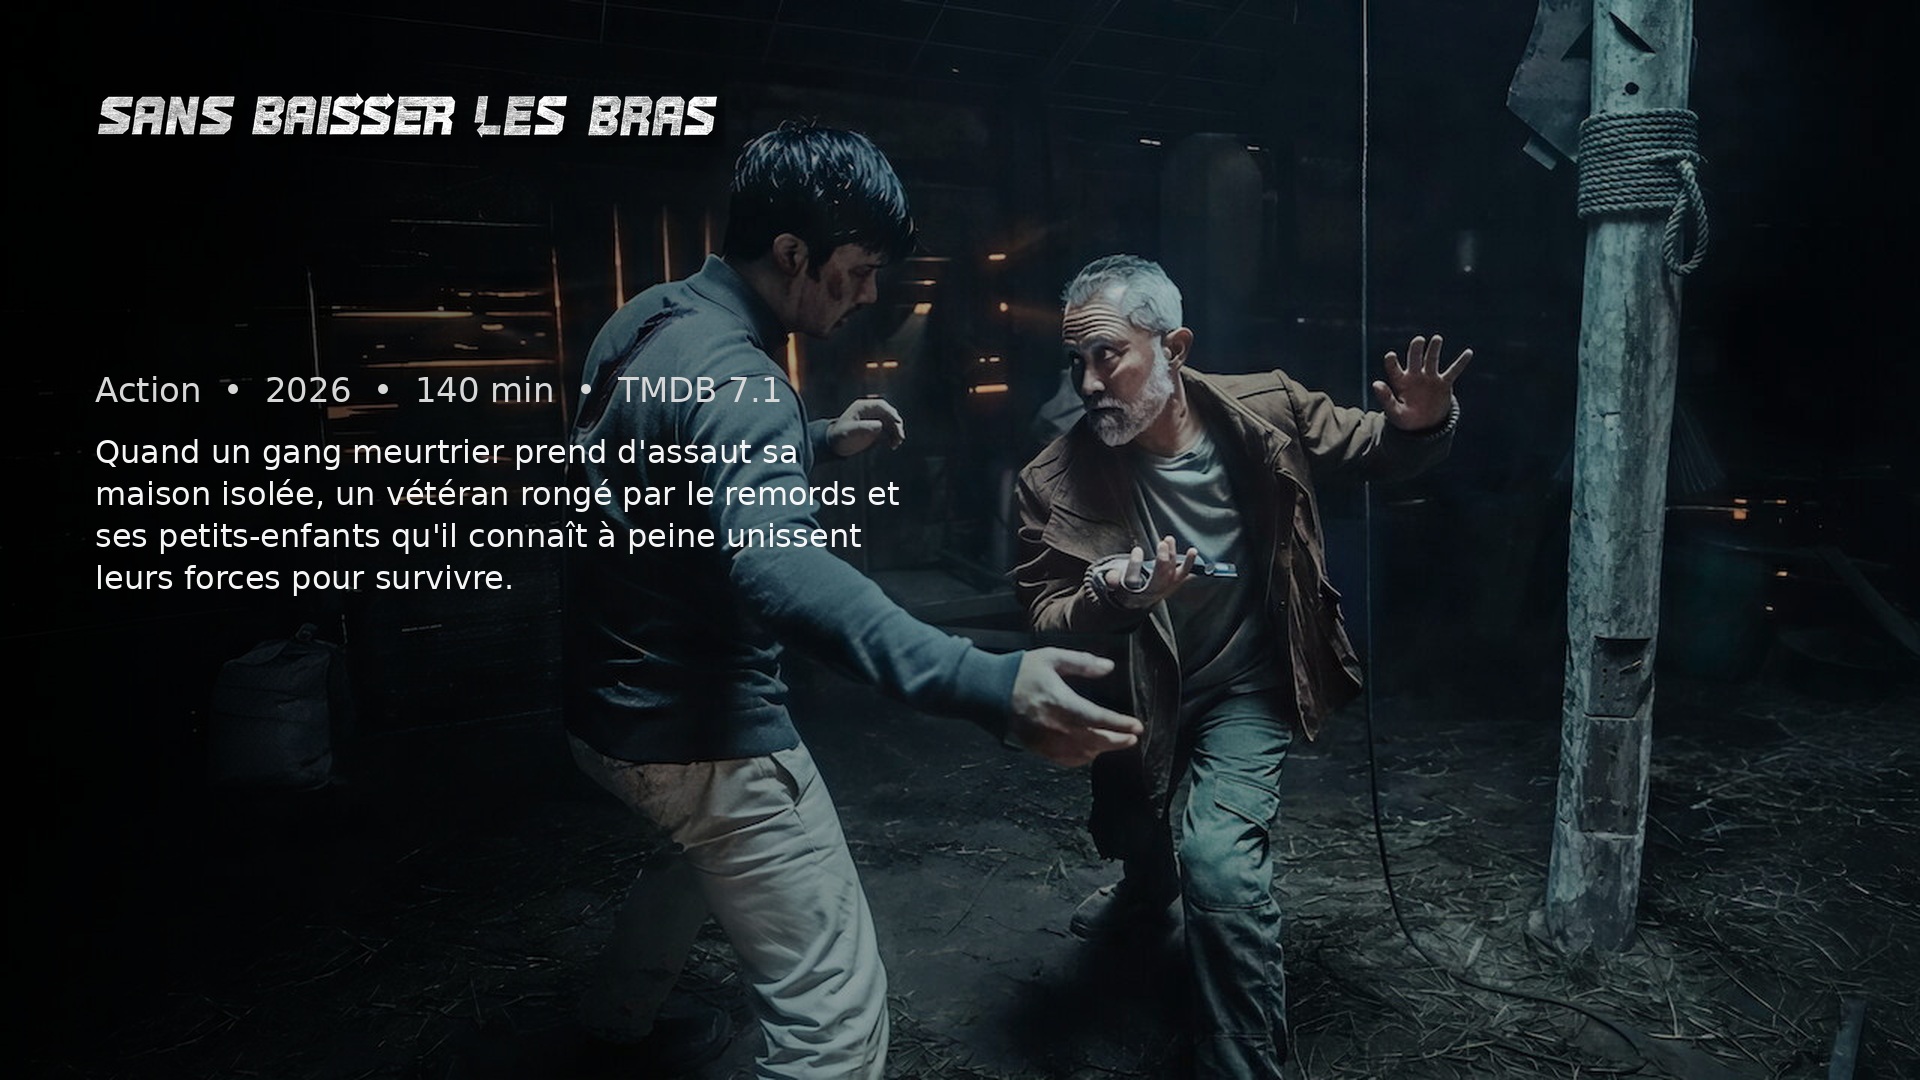 SANS BAISSER LES BRAS
Action • 2026 • 140 min • TMDB 7.1
Quand un gang meurtrier prend d'assaut sa
maison isolée, un vétéran rongé par le remords et
ses petits-enfants qu'il connaît à peine unissent
leurs forces pour survivre.